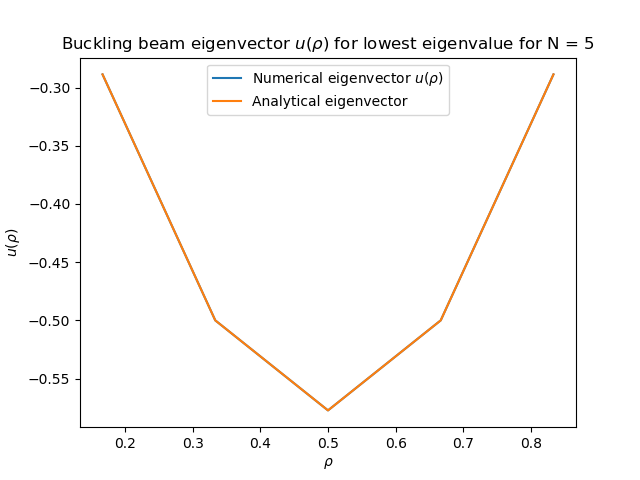 Buckling beam eigenvector u(ρ) for lowest eigenvalue for N = 5
Numerical eigenvector u(ρ)
Analytical eigenvector
−0.30
−0.35
−0.40
−0.45
−0.50
−0.55
u(ρ)
0.2 0.3 0.4 0.5 0.6 0.7 0.8
ρ